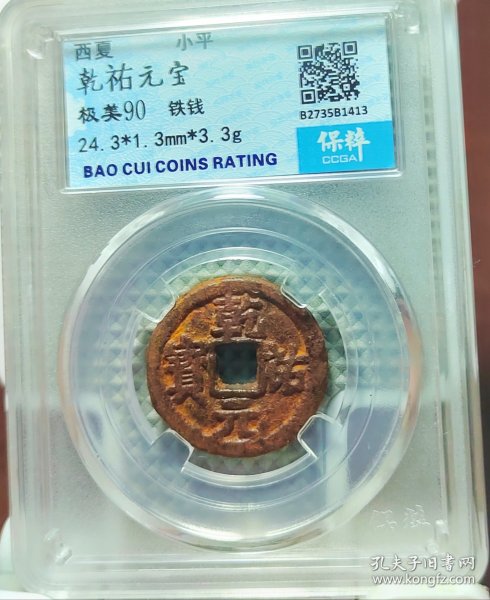 西夏 小平
乾祐元宝
极美90 铁钱
24.3*1.3mm*3.3g
BAO CUI COINS RATING
B2735B1413
保粹
CCGA
乾
寳 祐
元
孔夫子旧书网
www.kongfz.com